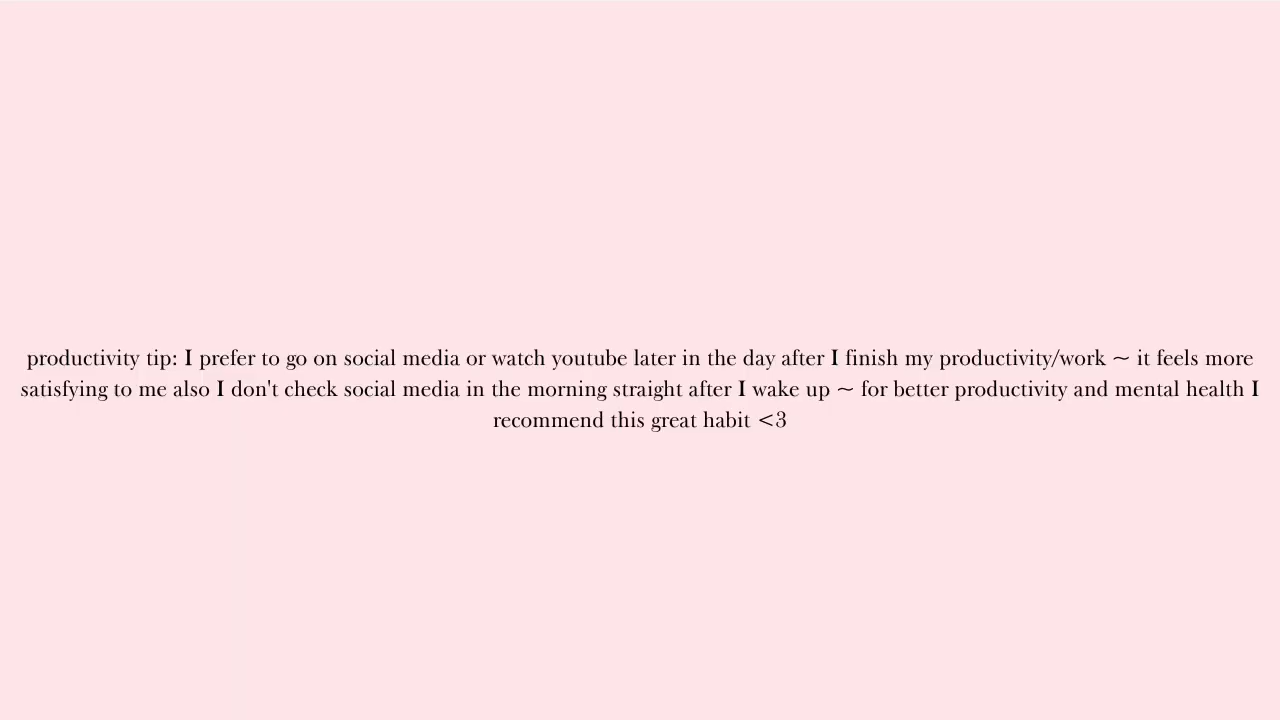 productivity tip: I prefer to go on social media or watch youtube later in the day after I finish my productivity/work ~ it feels more
satisfying to me also I don't check social media in the morning straight after I wake up ~ for better productivity and mental health I
recommend this great habit <3